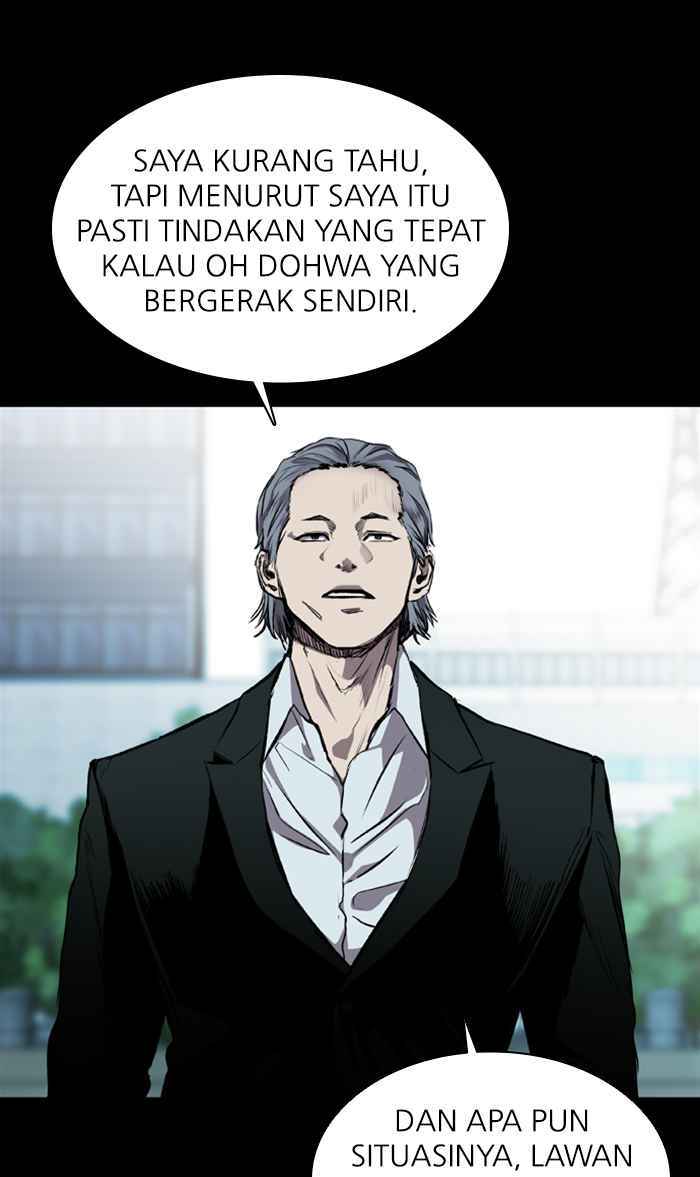 SAYA KURANG TAHU,
TAPI MENURUT SAYA ITU
PASTI TINDAKAN YANG TEPAT
KALAU OH DOHWA YANG
BERGERAK SENDIRI.
DAN APA PUN
SITUASINYA, LAWAN